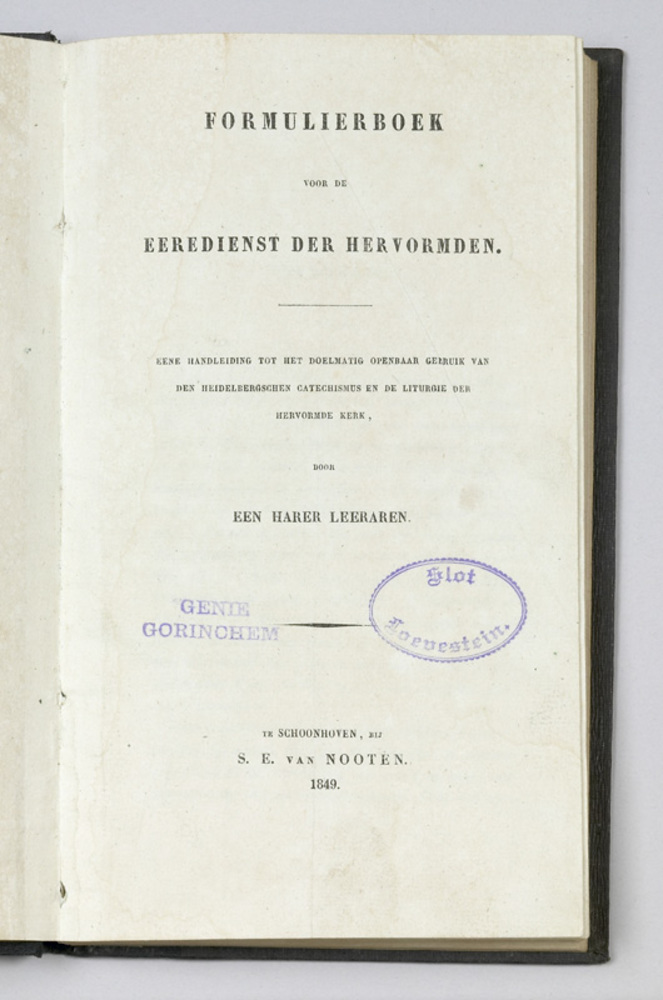 FORMULIERBOEK
VOOR DE
EEREDIENST DER HERVORMDEN.
EENE HANDLEIDING TOT HET DOELMATIG OPENBAAR GEBRUIK VAN
DEN HEIDELBERGSCHEN CATECHISMUS EN DE LITURGIE DER
HERVORMDE KERK,
DOOR
EEN HARER LEERAREN.
GENIE
GORINCHEM
Slot
Loevestein.
TE SCHOONHOVEN, BIJ
S. E. VAN NOOTEN.
1849.